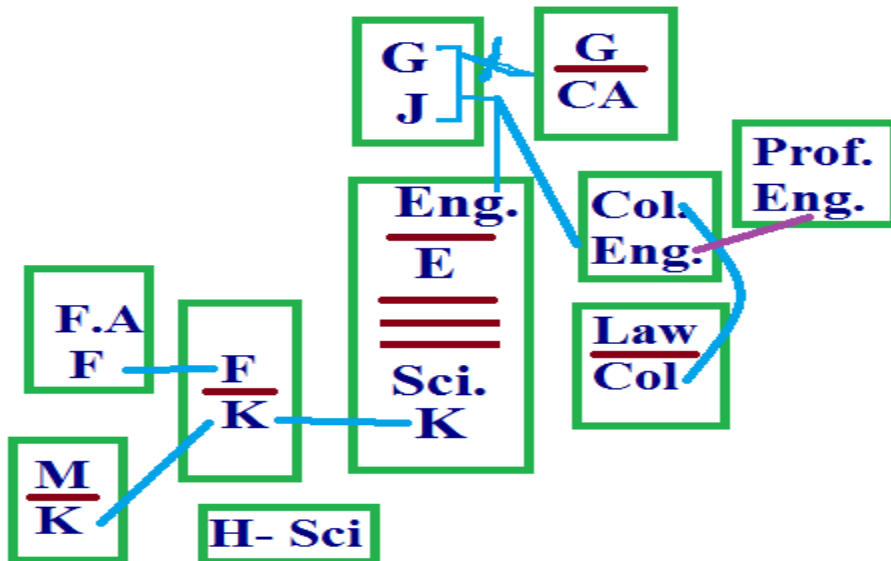 G
J
G
CA
Prof.
Eng.
Eng.
E
Sci.
K
Col.
Eng.
Law
Col
F.A
F
F
K
M
K
H- Sci